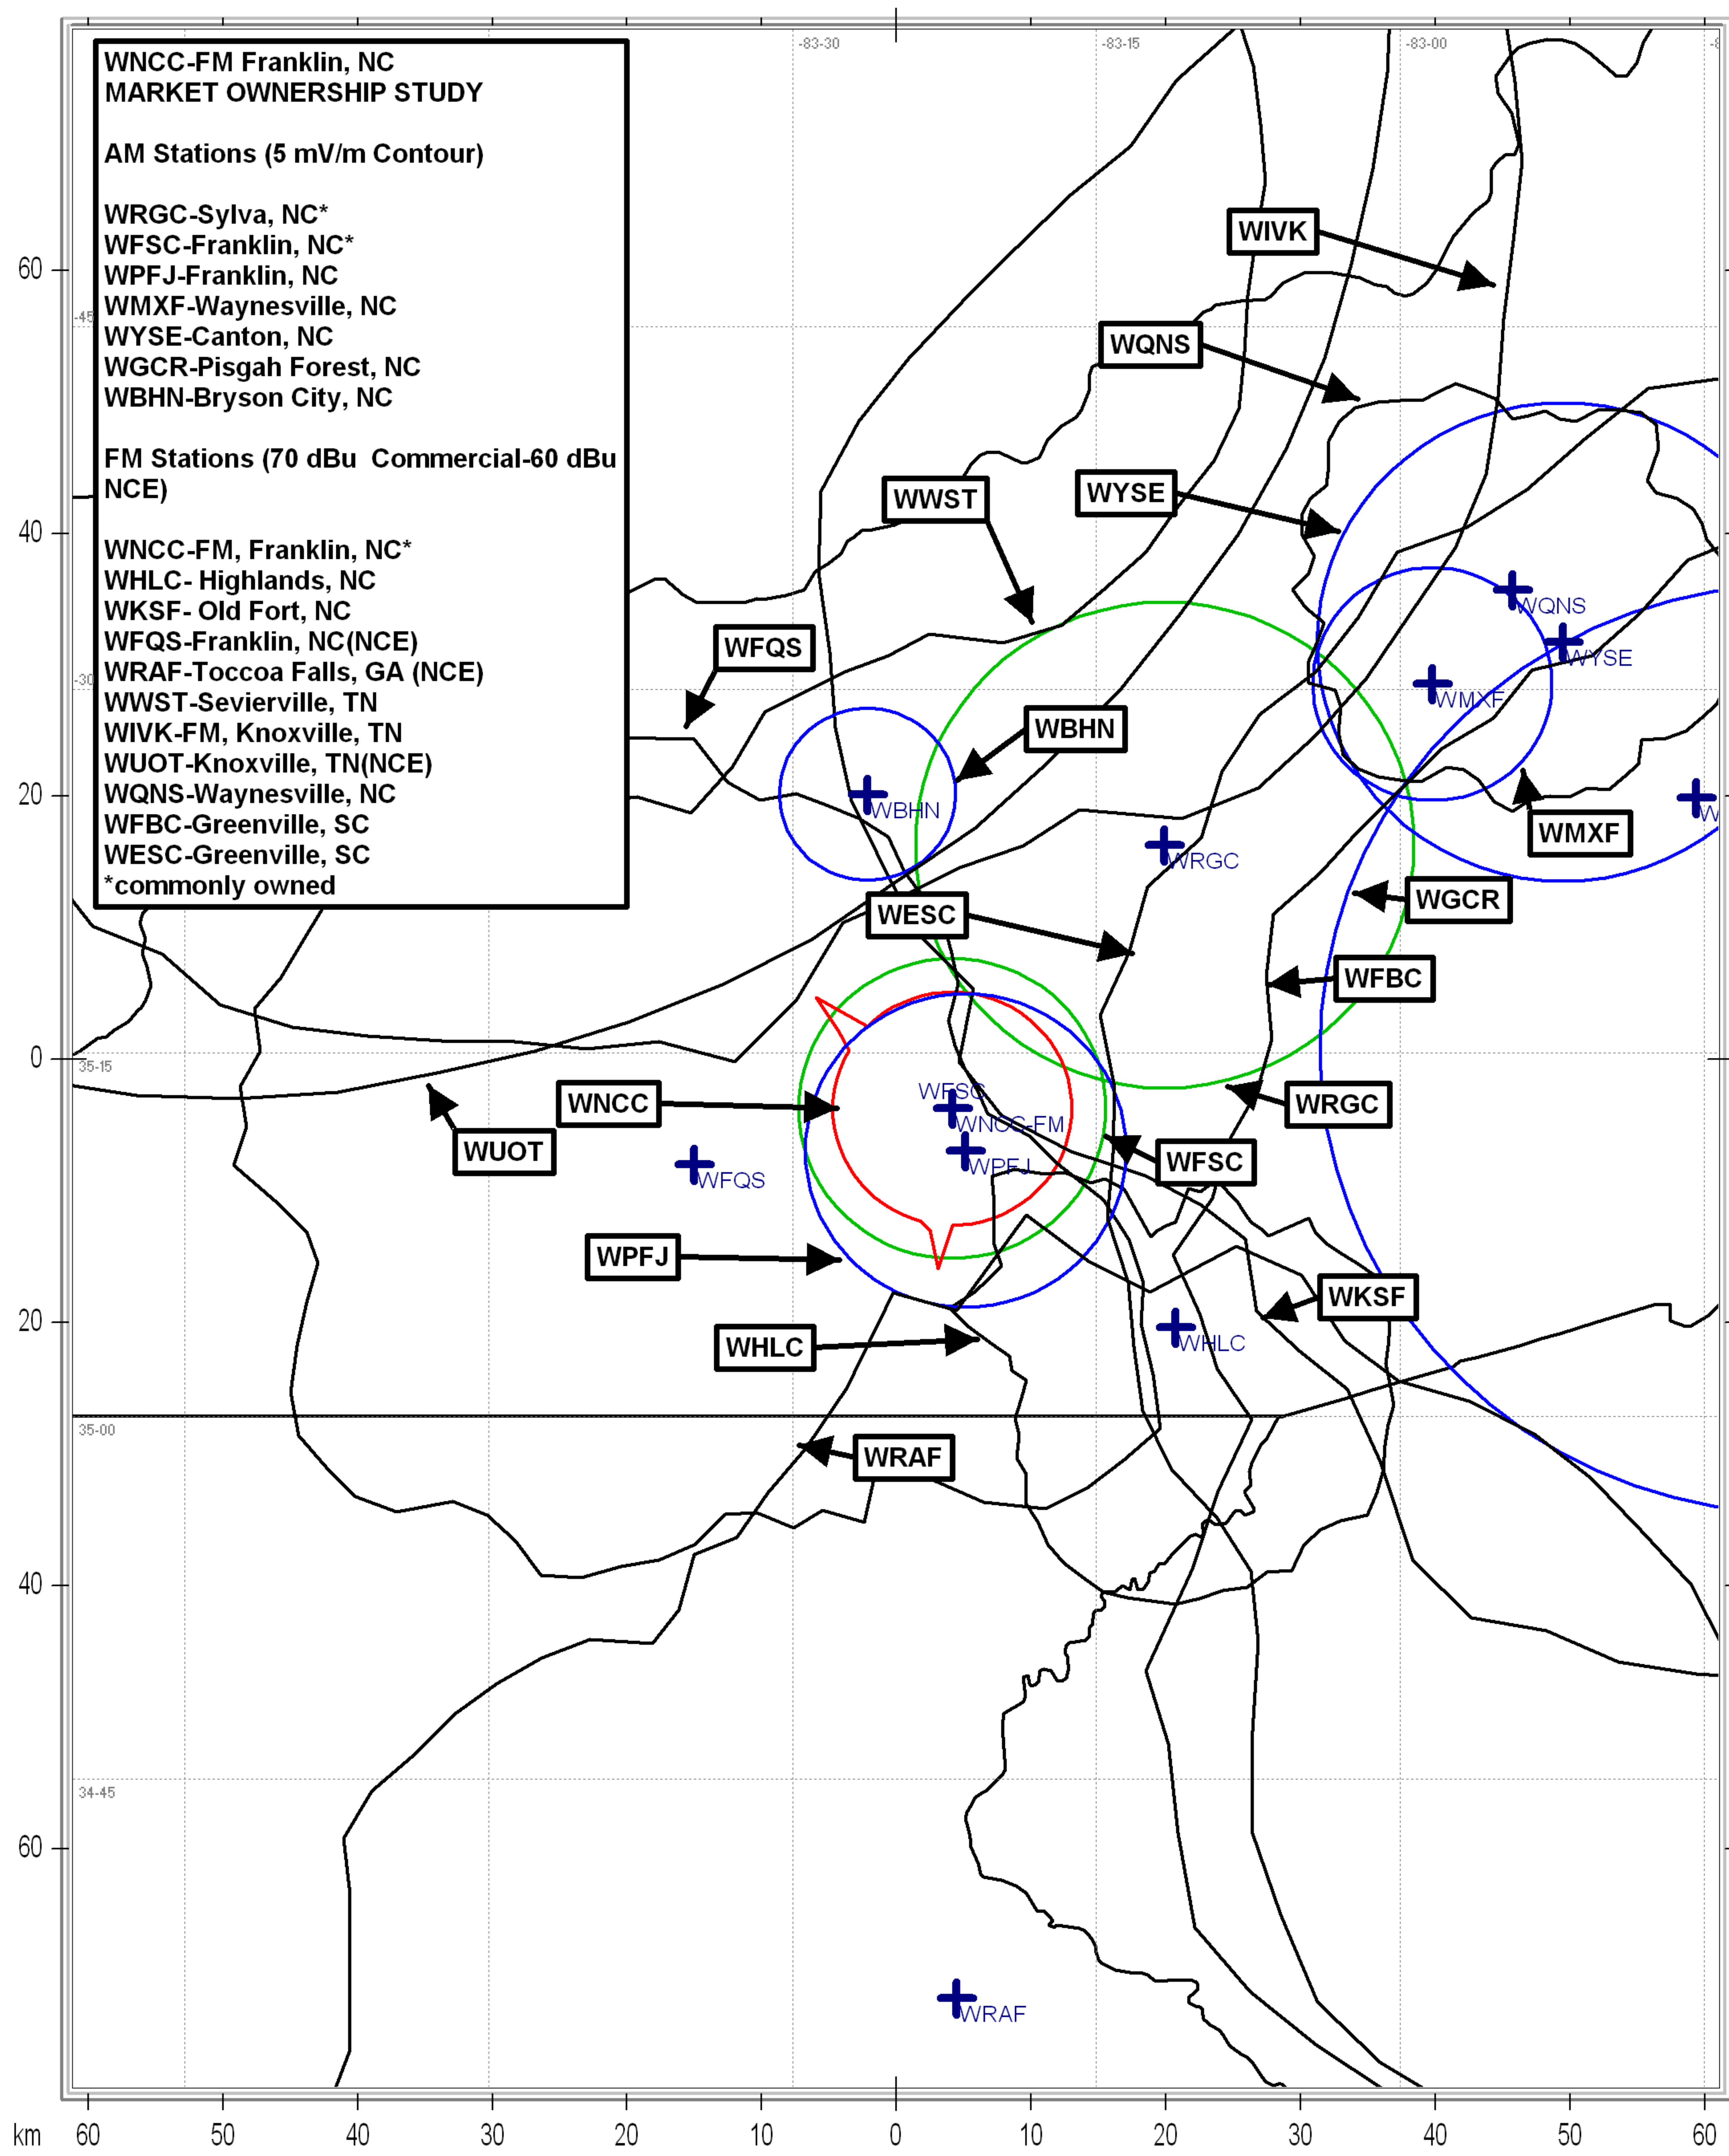 WNCC-FM Franklin, NC
MARKET OWNERSHIP STUDY
AM Stations (5 mV/m Contour)
WRGC-Sylva, NC*
WFSC-Franklin, NC*
WPFJ-Franklin, NC
WMXF-Waynesville, NC
WYSE-Canton, NC
WGCR-Pisgah Forest, NC
WBHN-Bryson City, NC
FM Stations (70 dBu Commercial-60 dBu
NCE)
WNCC-FM, Franklin, NC*
WHLC- Highlands, NC
WKSF- Old Fort, NC
WFQS-Franklin, NC(NCE)
WRAF-Toccoa Falls, GA (NCE)
WWST-Sevierville, TN
WIVK-FM, Knoxville, TN
WUOT-Knoxville, TN(NCE)
WQNS-Waynesville, NC
WFBC-Greenville, SC
WESC-Greenville, SC
*commonly owned
-83-30
-83-15
-83-00
WIVK
60
-45
WQNS
WWST
WYSE
40
WQNS
WFQS
WYSE
-30
WMXF
WBHN
20
WBHN
WMXF
WRGC
WGCR
WESC
WFBC
0
35-15
WFSC
WNCC
WRGC
WNCC-FM
WUOT
WPFJ
WFSC
WFQS
WPFJ
WKSF
20
WHLC
WHLC
35-00
WRAF
40
34-45
60
WRAF
km 60 50 40 30 20 10 0 10 20 30 40 50 60